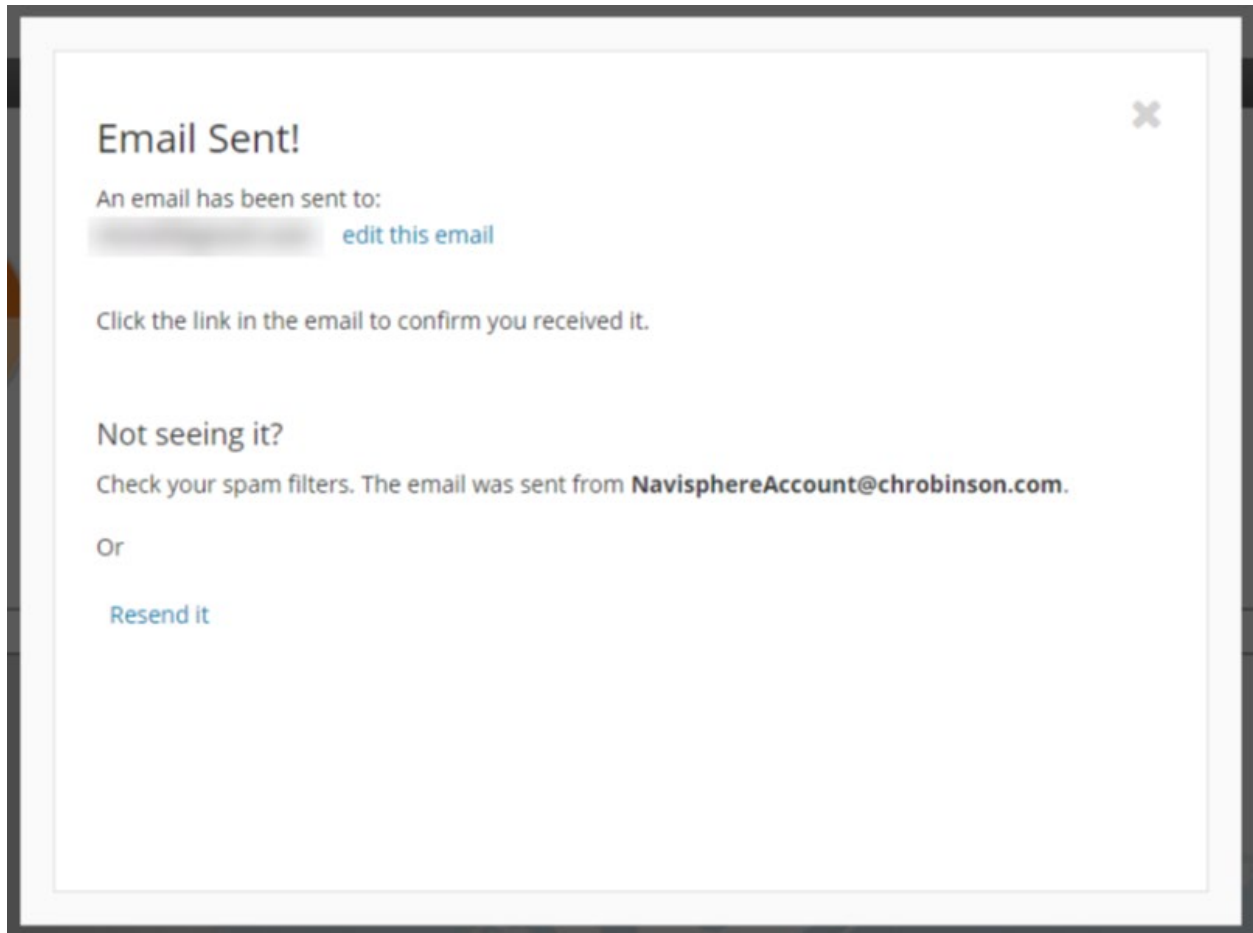 Email Sent!
An email has been sent to:
edit this email
Click the link in the email to confirm you received it.
Not seeing it?
Check your spam filters. The email was sent from NavisphereAccount@chrobinson.com.
Or
Resend it